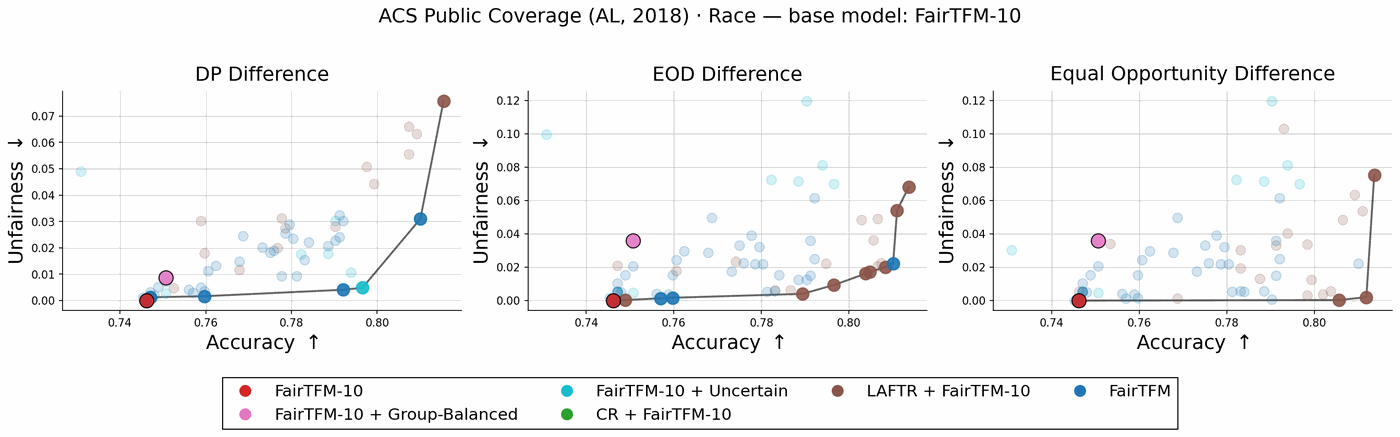 ACS Public Coverage (AL, 2018) · Race — base model: FairTFM-10
DP Difference
Unfairness ↓
0.07
0.06
0.05
0.04
0.03
0.02
0.01
0.00
0.74
0.76
0.78
0.80
Accuracy ↑
EOD Difference
Unfairness ↓
0.12
0.10
0.08
0.06
0.04
0.02
0.00
0.74
0.76
0.78
0.80
Accuracy ↑
Equal Opportunity Difference
Unfairness ↓
0.12
0.10
0.08
0.06
0.04
0.02
0.00
0.74
0.76
0.78
0.80
Accuracy ↑
FairTFM-10
FairTFM-10 + Group-Balanced
FairTFM-10 + Uncertain
CR + FairTFM-10
LAFTR + FairTFM-10
FairTFM